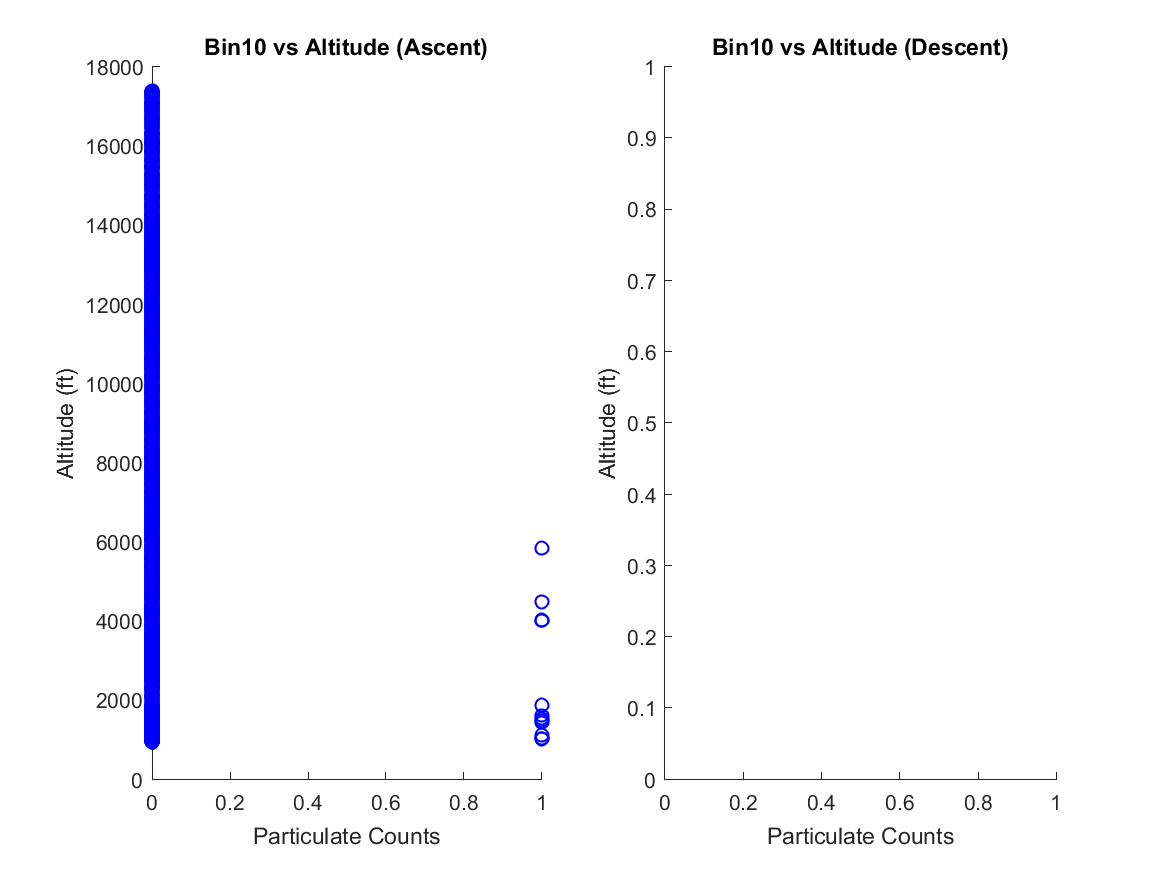 Bin10 vs Altitude (Ascent)
18000
16000
14000
12000
10000
8000
6000
4000
2000
0
Altitude (ft)
0 0.2 0.4 0.6 0.8 1
Particulate Counts
Bin10 vs Altitude (Descent)
1
0.9
0.8
0.7
0.6
0.5
0.4
0.3
0.2
0.1
0
Altitude (ft)
0 0.2 0.4 0.6 0.8 1
Particulate Counts